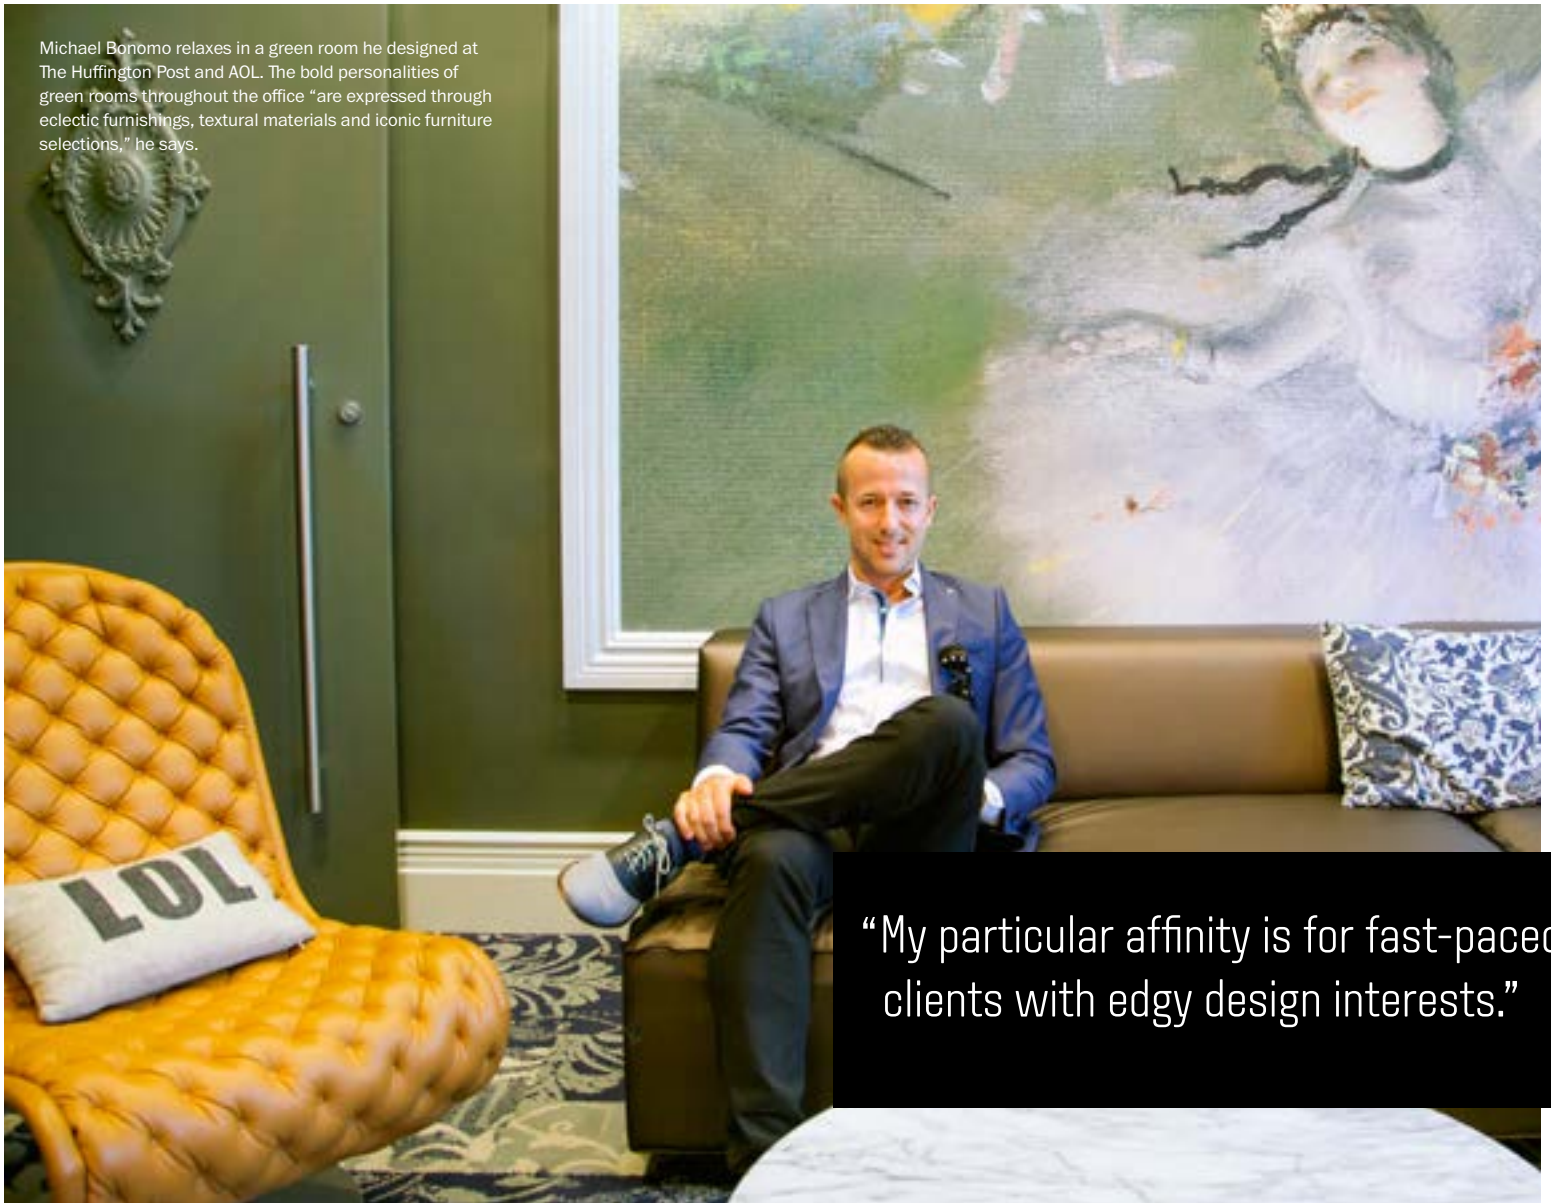 Michael Bonomo relaxes in a green room he designed at
The Huffington Post and AOL. The bold personalities of
green rooms throughout the office “are expressed through
eclectic furnishings, textural materials and iconic furniture
selections,” he says.
LOL
“My particular affinity is for fast-paced
clients with edgy design interests.”